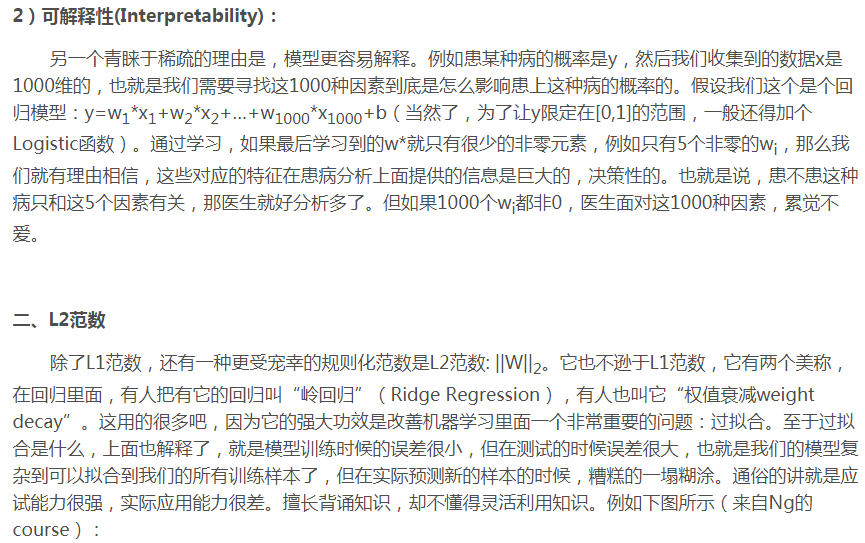 2）可解释性(Interpretability)：
另一个青睐于稀疏的理由是，模型更容易解释。例如患某种病的概率是y，然后我们收集到的数据x是
1000维的，也就是我们需要寻找这1000种因素到底是怎么影响患上这种病的概率的。假设我们这个是个回
归模型：y=w1*x1+w2*x2+…+w1000*x1000+b（当然了，为了让y限定在[0,1]的范围，一般还得加个
Logistic函数）。通过学习，如果最后学习到的w*就只有很少的非零元素，例如只有5个非零的wi，那么我
们就有理由相信，这些对应的特征在患病分析上面提供的信息是巨大的，决策性的。也就是说，患不患这种
病只和这5个因素有关，那医生就好分析多了。但如果1000个wi都非0，医生面对这1000种因素，累觉不
爱。
二、L2范数
除了L1范数，还有一种更受宠幸的规则化范数是L2范数: ||W||2。它也不逊于L1范数，它有两个美称，
在回归里面，有人把有它的回归叫“岭回归”（Ridge Regression），有人也叫它“权值衰减weight
decay”。这用的很多吧，因为它的强大功效是改善机器学习里面一个非常重要的问题：过拟合。至于过拟
合是什么，上面也解释了，就是模型训练时候的误差很小，但在测试的时候误差很大，也就是我们的模型复
杂到可以拟合到我们的所有训练样本了，但在实际预测新的样本的时候，糟糕的一塌糊涂。通俗的讲就是应
试能力很强，实际应用能力很差。擅长背诵知识，却不懂得灵活利用知识。例如下图所示（来自Ng的
course）：